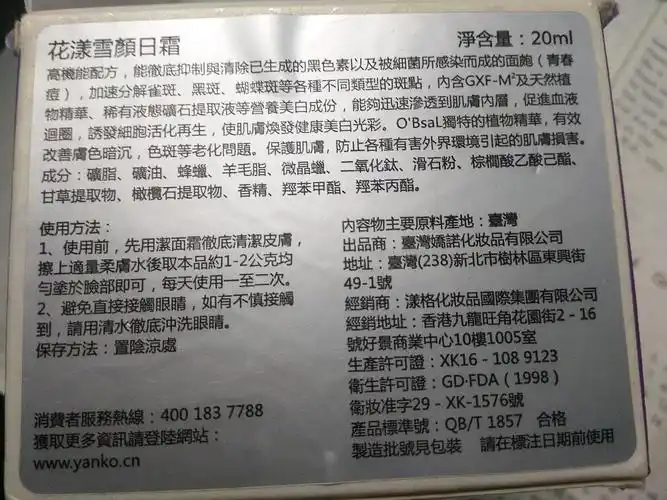 花漾雪顏日霜
淨含量：20ml
高機能配方，能徹底抑制與清除已生成的黑色素以及被細菌所感染而成的面皰（青春
痘），加速分解雀斑、黑斑、蝴蝶斑等各種不同類型的斑點，內含GXF-M²及天然植
物精華、稀有液態礦石提取液等營養美白成份，能夠迅速滲透到肌膚內層，促進血液
迴圈，誘發細胞活化再生，使肌膚煥發健康美白光彩。O'BsaL獨特的植物精華，有效
改善膚色暗沉，色斑等老化問題。保護肌膚，防止各種有害外界環境引起的肌膚損害。
成分：礦脂、礦油、蜂蠟、羊毛脂、微晶蠟、二氧化鈦、滑石粉、棕櫚酸乙酸己酯、
甘草提取物、橄欖石提取物、香精、羥苯甲酯、羥苯丙酯。
使用方法：
1、使用前，先用潔面霜徹底清潔皮膚，
擦上適量柔膚水後取本品約1-2公克均
勻塗於臉部即可，每天使用一至二次。
2、避免直接接觸眼睛，如有不慎接觸
到，請用清水徹底沖洗眼睛。
保存方法：置陰涼處
消費者服務熱線：400 183 7788
獲取更多資訊請登陸網站：
www.yanko.cn
內容物主要原料產地：臺灣
出品商：臺灣嬌諾化妝品有限公司
地址：臺灣(238)新北市樹林區東興街
49-1號
經銷商：漾格化妝品國際集團有限公司
經銷地址：香港九龍旺角花園街2－16
號好景商業中心10樓1005室
生產許可證：XK16 - 108 9123
衛生許可證：GD·FDA（1998）
衛妝准字29 - XK-1576號
產品標準號：QB/T 1857 合格
製造批號見包裝 請在標注日期前使用